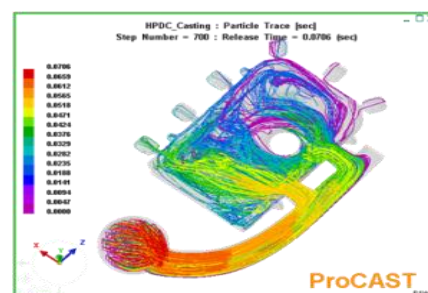 HPDC_Casting : Particle Trace [sec]
Step Number = 700 : Release Time = 0.0706 (sec)
0.0706
0.0659
0.0612
0.0565
0.0518
0.0471
0.0424
0.0376
0.0329
0.0282
0.0235
0.0188
0.0141
0.0094
0.0047
0.0000
X
Y
Z
ProCAST